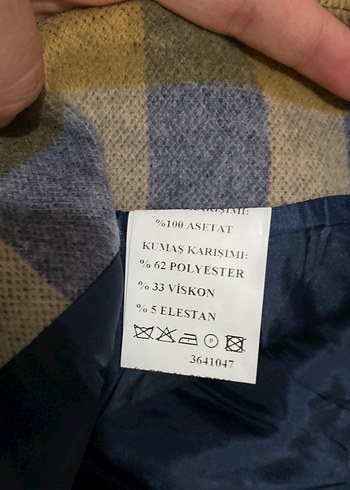 %100 ASETAT
KUMAŞ KARIŞIMI:
% 62 POLYESTER
% 33 VİSKON
% 5 ELESTAN
P
3641047